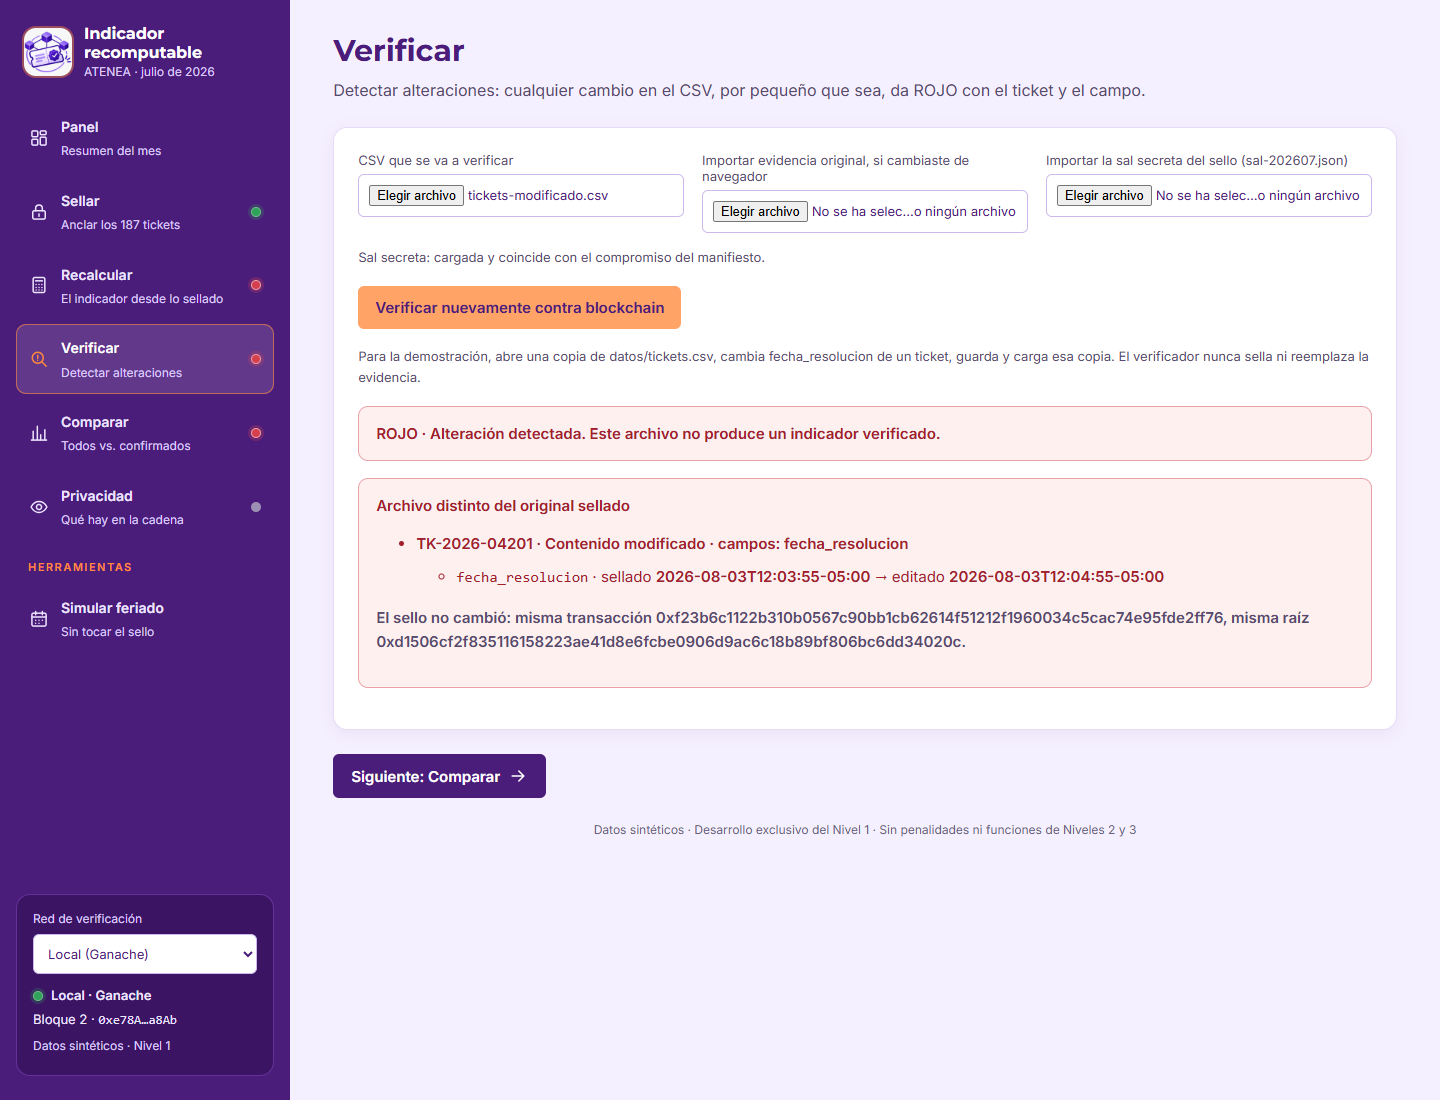 Indicador
recomputable
ATENEA · julio de 2026
Panel
Resumen del mes
Sellar
Anclar los 187 tickets
Recalcular
El indicador desde lo sellado
Verificar
Detectar alteraciones
Comparar
Todos vs. confirmados
Privacidad
Qué hay en la cadena
HERRAMIENTAS
Simular feriado
Sin tocar el sello
Red de verificación
Local (Ganache)
Local · Ganache
Bloque 2 · 0xe78A…a8Ab
Datos sintéticos · Nivel 1
Verificar
Detectar alteraciones: cualquier cambio en el CSV, por pequeño que sea, da ROJO con el ticket y el campo.
CSV que se va a verificar
Elegir archivo tickets-modificado.csv
Importar evidencia original, si cambiaste de
navegador
Elegir archivo No se ha selec...o ningún archivo
Importar la sal secreta del sello (sal-202607.json)
Elegir archivo No se ha selec...o ningún archivo
Sal secreta: cargada y coincide con el compromiso del manifiesto.
Verificar nuevamente contra blockchain
Para la demostración, abre una copia de datos/tickets.csv, cambia fecha_resolucion de un ticket, guarda y carga esa copia. El verificador nunca sella ni reemplaza la
evidencia.
ROJO · Alteración detectada. Este archivo no produce un indicador verificado.
Archivo distinto del original sellado
• TK-2026-04201 · Contenido modificado · campos: fecha_resolucion
◦ fecha_resolucion · sellado 2026-08-03T12:03:55-05:00 → editado 2026-08-03T12:04:55-05:00
El sello no cambió: misma transacción 0xf23b6c1122b310b0567c90bb1cb62614f51212f1960034c5cac74e95fde2ff76, misma raíz
0xd1506cf2f835116158223ae41d8e6fcbe0906d9ac6c18b89bf806bc6dd34020c.
Siguiente: Comparar →
Datos sintéticos · Desarrollo exclusivo del Nivel 1 · Sin penalidades ni funciones de Niveles 2 y 3